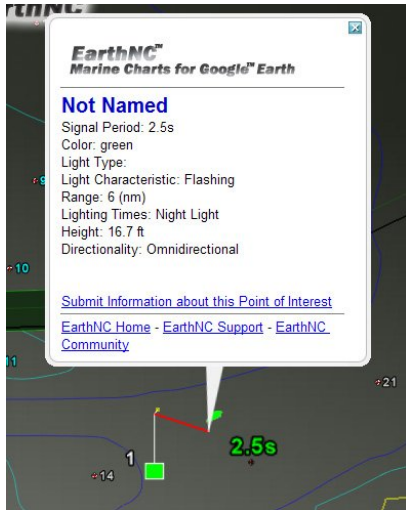 EarthNC
EarthNC™
Marine Charts for Google™ Earth
Not Named
Signal Period: 2.5s
Color: green
Light Type:
Light Characteristic: Flashing
Range: 6 (nm)
Lighting Times: Night Light
Height: 16.7 ft
Directionality: Omnidirectional
Submit Information about this Point of Interest
EarthNC Home - EarthNC Support - EarthNC
Community
9
10
11
21
1
2.5s
14